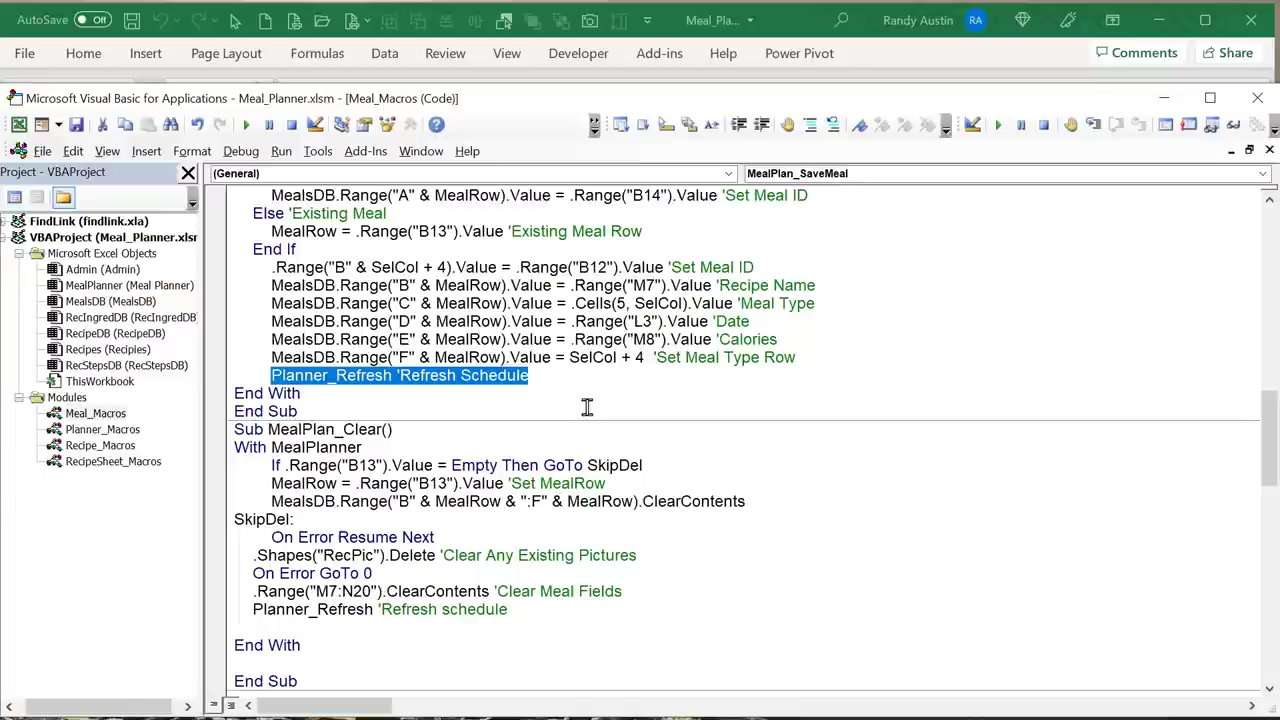 AutoSave Off Meal_Pla... Randy Austin RA
File Home Insert Page Layout Formulas Data Review View Developer Add-ins Help Power Pivot Comments Share
Microsoft Visual Basic for Applications - Meal_Planner.xlsm - [Meal_Macros (Code)]
File Edit View Insert Format Debug Run Tools Add-Ins Window Help
Project - VBAProject
(General) MealPlan_SaveMeal
FindLink (findlink.xla)
VBAProject (Meal_Planner.xlsr
Microsoft Excel Objects
Admin (Admin)
MealPlanner (Meal Planner)
MealsDB (MealsDB)
RecIngredDB (RecIngredDB)
RecipeDB (RecipeDB)
Recipes (Recipies)
RecStepsDB (RecStepsDB)
ThisWorkbook
Modules
Meal_Macros
Planner_Macros
Recipe_Macros
RecipeSheet_Macros
MealsDB.Range("A" & MealRow).Value = .Range("B14").Value 'Set Meal ID
Else 'Existing Meal
MealRow = .Range("B13").Value 'Existing Meal Row
End If
.Range("B" & SelCol + 4).Value = .Range("B12").Value 'Set Meal ID
MealsDB.Range("B" & MealRow).Value = .Range("M7").Value 'Recipe Name
MealsDB.Range("C" & MealRow).Value = .Cells(5, SelCol).Value 'Meal Type
MealsDB.Range("D" & MealRow).Value = .Range("L3").Value 'Date
MealsDB.Range("E" & MealRow).Value = .Range("M8").Value 'Calories
MealsDB.Range("F" & MealRow).Value = SelCol + 4 'Set Meal Type Row
Planner_Refresh 'Refresh Schedule
End With
End Sub
Sub MealPlan_Clear()
With MealPlanner
If .Range("B13").Value = Empty Then GoTo SkipDel
MealRow = .Range("B13").Value 'Set MealRow
MealsDB.Range("B" & MealRow & ":F" & MealRow).ClearContents
SkipDel:
On Error Resume Next
.Shapes("RecPic").Delete 'Clear Any Existing Pictures
On Error GoTo 0
.Range("M7:N20").ClearContents 'Clear Meal Fields
Planner_Refresh 'Refresh schedule
End With
End Sub